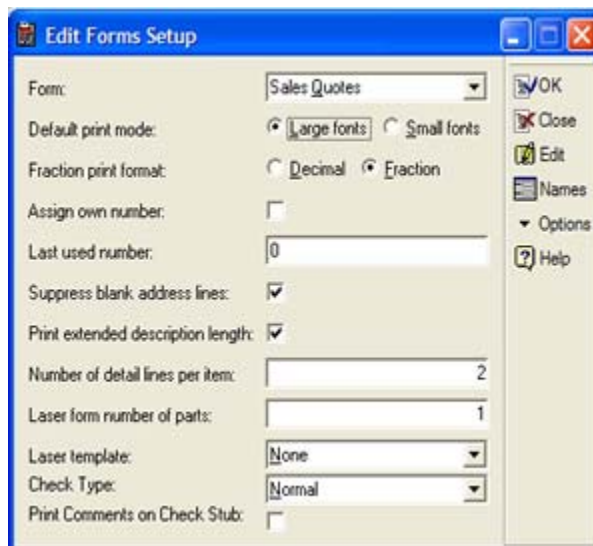 Edit Forms Setup
Form: Sales Quotes
Default print mode: Large fonts Small fonts
Fraction print format: Decimal Fraction
Assign own number:
Last used number: 0
Suppress blank address lines:
Print extended description length:
Number of detail lines per item: 2
Laser form number of parts: 1
Laser template: None
Check Type: Normal
Print Comments on Check Stub:
OK
Close
Edit
Names
Options
Help